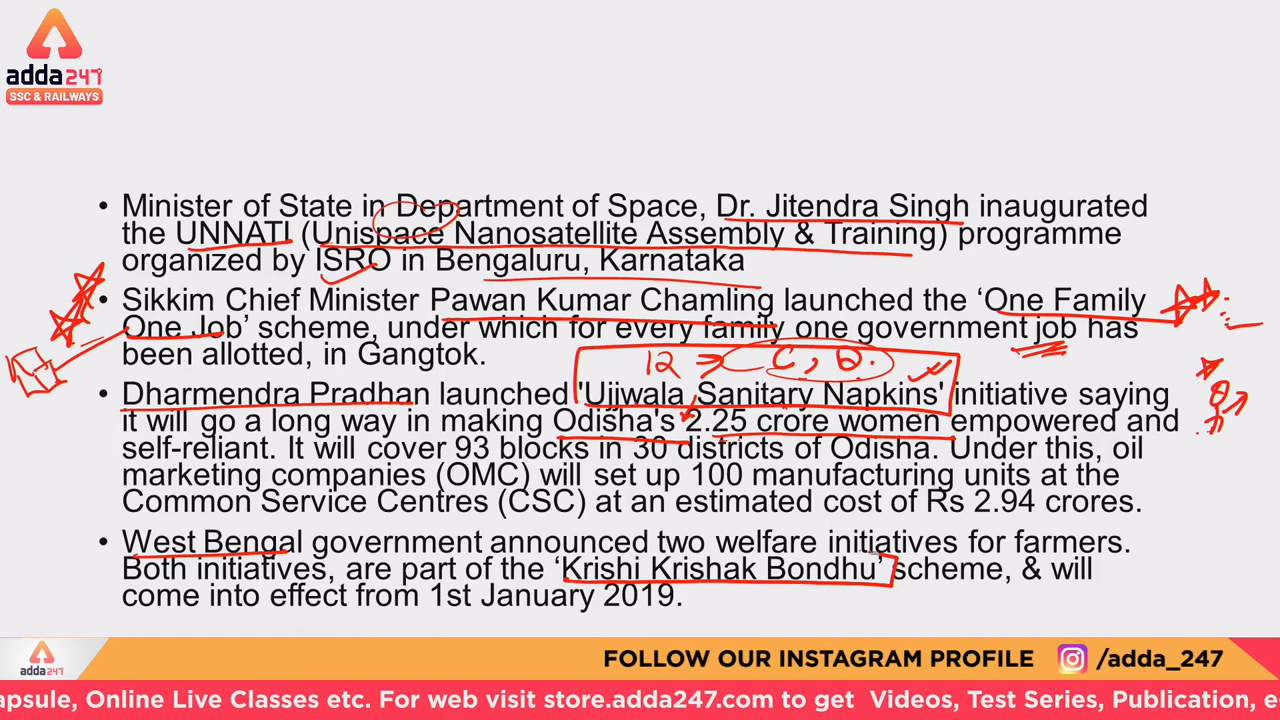 adda247
SSC & RAILWAYS
• Minister of State in Department of Space, Dr. Jitendra Singh inaugurated
the UNNATI (Unispace Nanosatellite Assembly & Training) programme
organized by ISRO in Bengaluru, Karnataka
• Sikkim Chief Minister Pawan Kumar Chamling launched the ‘One Family
One Job’ scheme, under which for every family one government job has
been allotted, in Gangtok.
12 ⇒ C, D.
• Dharmendra Pradhan launched 'Ujjwala Sanitary Napkins' initiative saying
it will go a long way in making Odisha's 2.25 crore women empowered and
self-reliant. It will cover 93 blocks in 30 districts of Odisha. Under this, oil
marketing companies (OMC) will set up 100 manufacturing units at the
Common Service Centres (CSC) at an estimated cost of Rs 2.94 crores.
• West Bengal government announced two welfare initiatives for farmers.
Both initiatives, are part of the ‘Krishi Krishak Bondhu’ scheme, & will
come into effect from 1st January 2019.
adda247
FOLLOW OUR INSTAGRAM PROFILE /adda_247
apsule, Online Live Classes etc. For web visit store.adda247.com to get Videos, Test Series, Publication, e